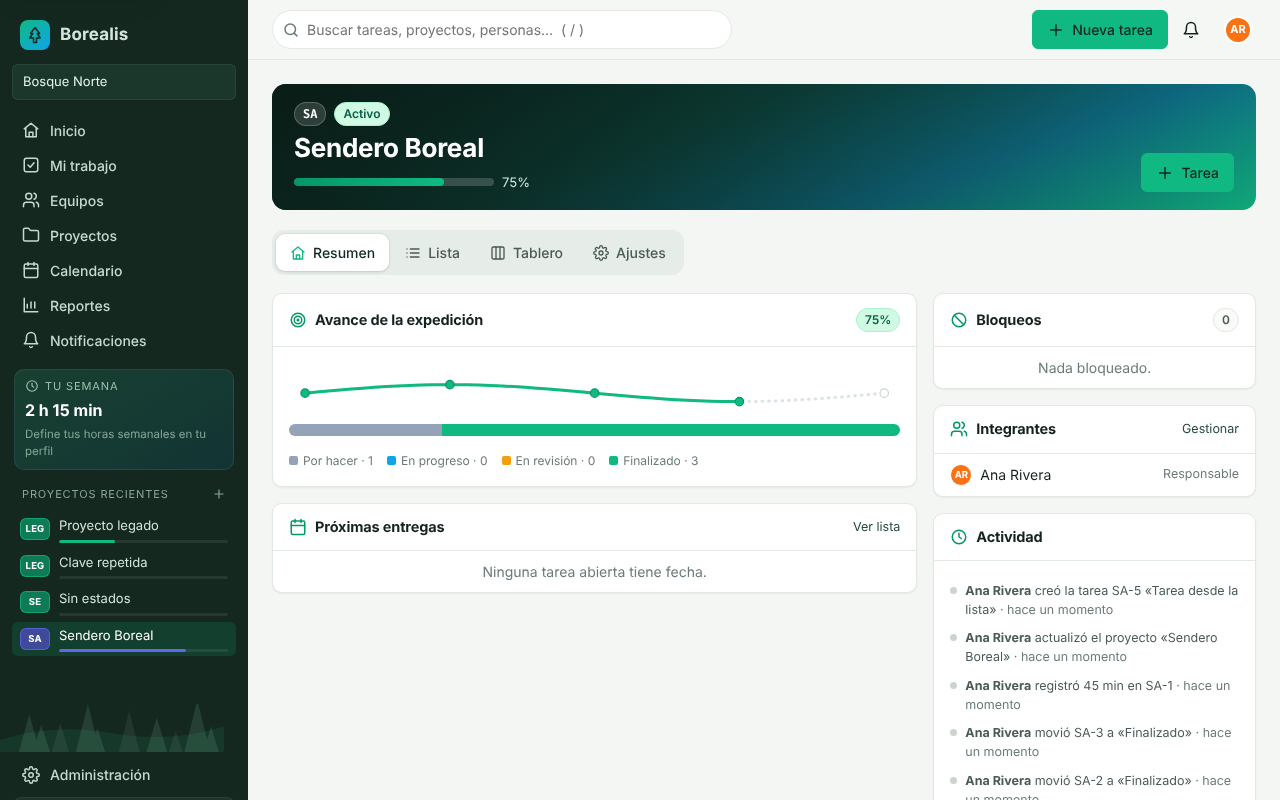 Borealis
Bosque Norte
Inicio
Mi trabajo
Equipos
Proyectos
Calendario
Reportes
Notificaciones
TU SEMANA
2 h 15 min
Define tus horas semanales en tu
perfil
PROYECTOS RECIENTES
LEG Proyecto legado
LEG Clave repetida
SE Sin estados
SA Sendero Boreal
Administración
Buscar tareas, proyectos, personas... ( / )
Nueva tarea
AR
SA Activo
Sendero Boreal
75%
Tarea
Resumen Lista Tablero Ajustes
Avance de la expedición 75%
Por hacer · 1 En progreso · 0 En revisión · 0 Finalizado · 3
Próximas entregas Ver lista
Ninguna tarea abierta tiene fecha.
Bloqueos 0
Nada bloqueado.
Integrantes Gestionar
AR Ana Rivera Responsable
Actividad
Ana Rivera creó la tarea SA-5 «Tarea desde la
lista» · hace un momento
Ana Rivera actualizó el proyecto «Sendero
Boreal» · hace un momento
Ana Rivera registró 45 min en SA-1 · hace un
momento
Ana Rivera movió SA-3 a «Finalizado» · hace
un momento
Ana Rivera movió SA-2 a «Finalizado» · hace
un momento